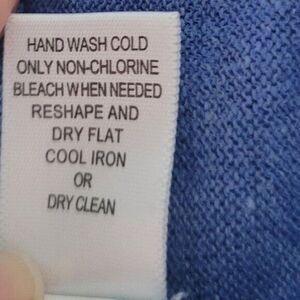 HAND WASH COLD
ONLY NON-CHLORINE
BLEACH WHEN NEEDED
RESHAPE AND
DRY FLAT
COOL IRON
OR
DRY CLEAN